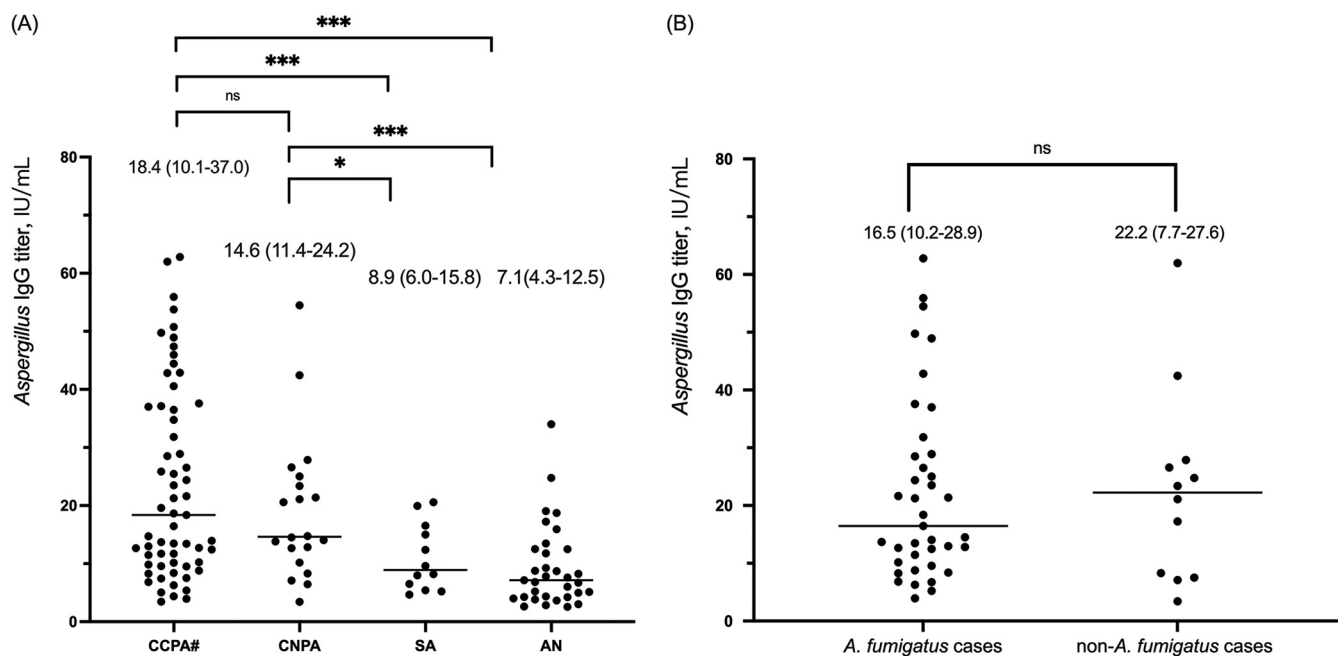 (A)
***
***
ns
***
*
Aspergillus IgG titer, IU/mL
80
60
40
20
0
18.4 (10.1-37.0)
14.6 (11.4-24.2)
8.9 (6.0-15.8)
7.1(4.3-12.5)
CCPA#
CNPA
SA
AN
(B)
ns
Aspergillus IgG titer, IU/mL
80
60
40
20
0
16.5 (10.2-28.9)
22.2 (7.7-27.6)
A. fumigatus cases
non-A. fumigatus cases